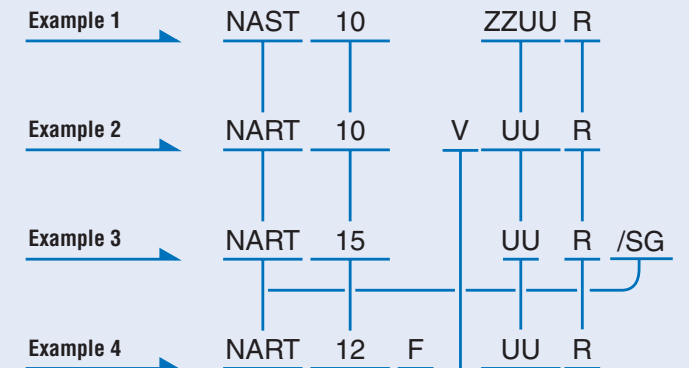 Example 1 NAST 10 ZZUU R
Example 2 NART 10 V UU R
Example 3 NART 15 UU R /SG
Example 4 NART 12 F UU R